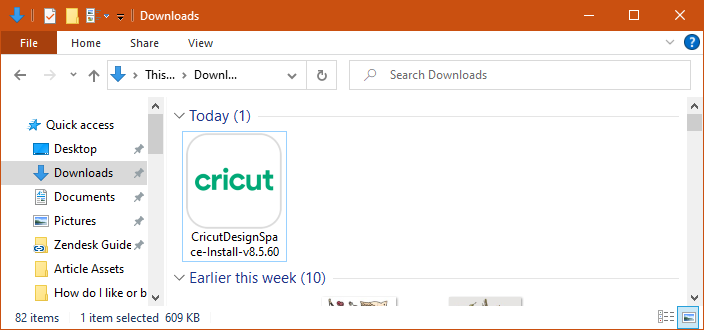 Downloads
File
Home
Share
View
This...
Downl...
Search Downloads
Quick access
Desktop
Downloads
Documents
Pictures
Zendesk Guide
Article Assets
How do I like or b
Today (1)
cricut
CricutDesignSpa
ce-Install-v8.5.60
Earlier this week (10)
82 items
1 item selected 609 KB